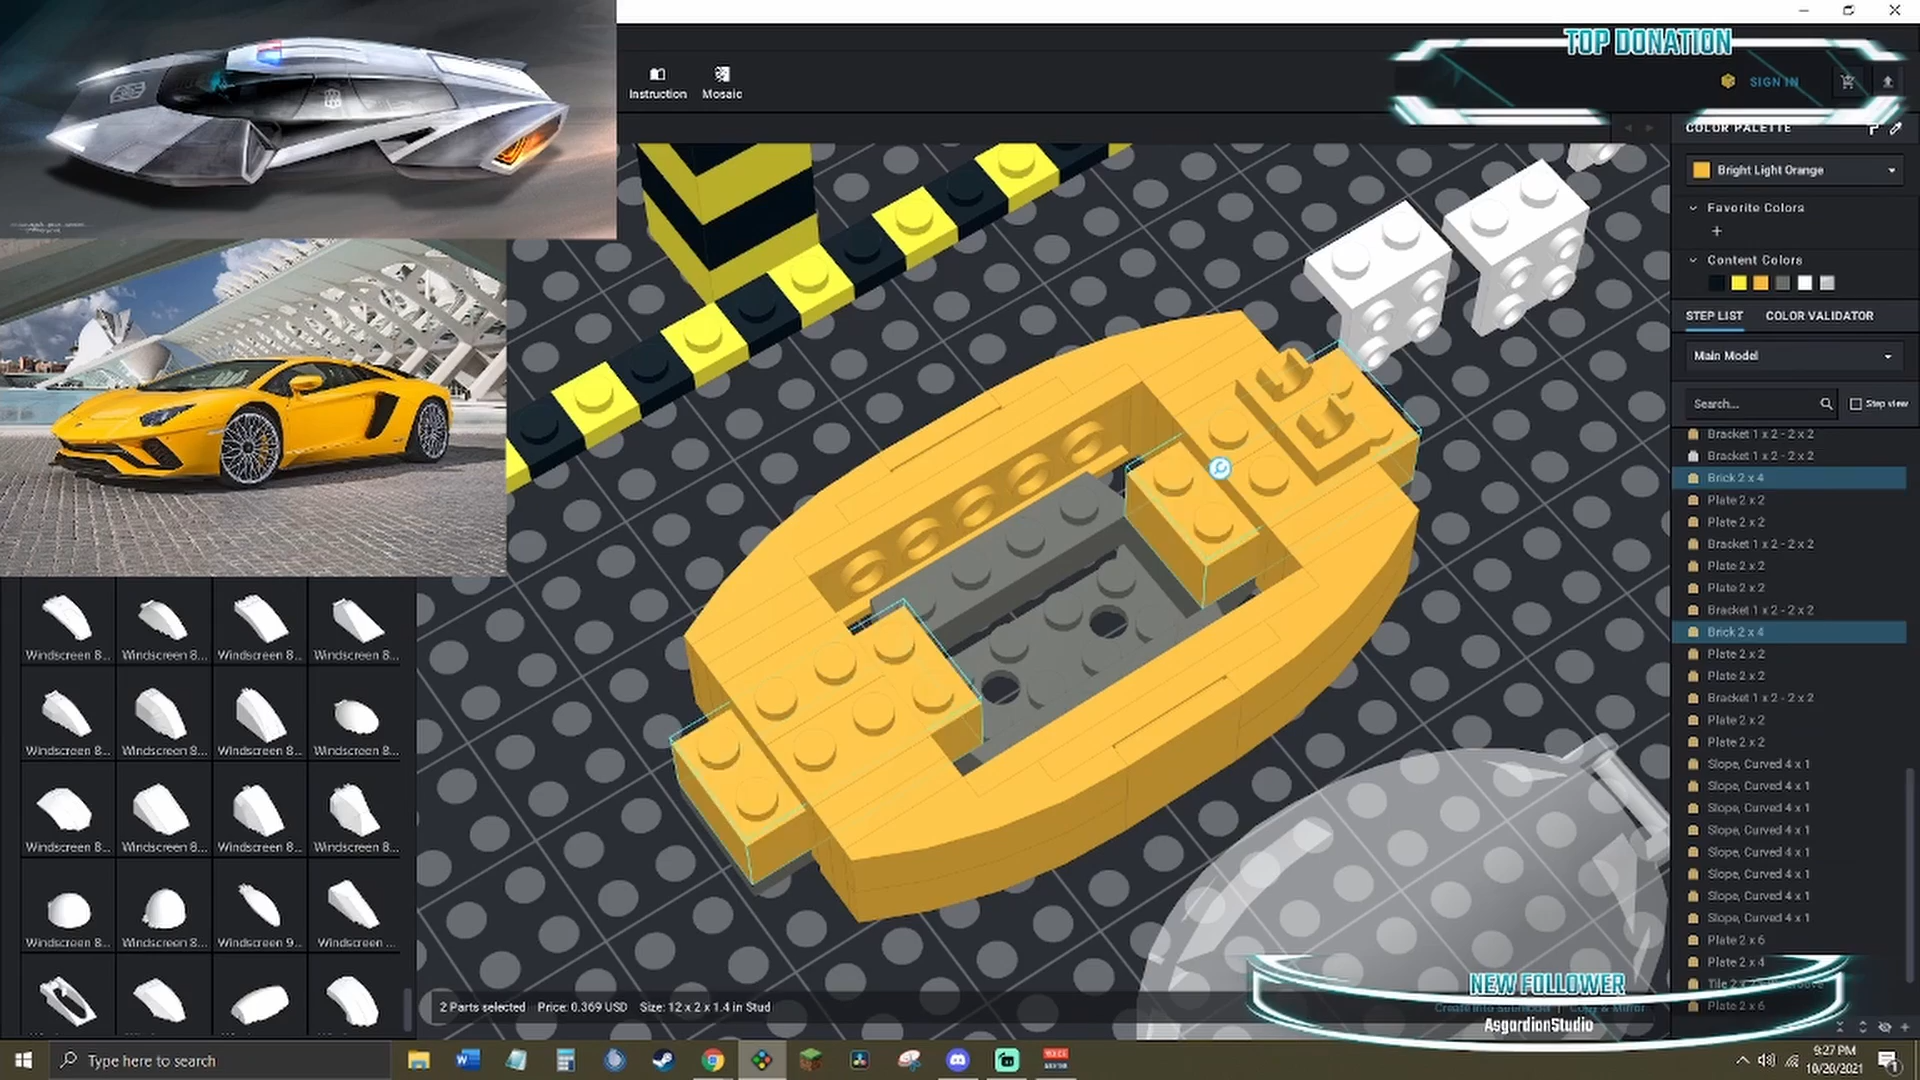 TOP DONATION
Instruction
Mosaic
SIGN IN
COLOR PALETTE
Bright Light Orange
Favorite Colors
+
Content Colors
STEP LIST
COLOR VALIDATOR
Main Model
Search...
Step view
Bracket 1 x 2 - 2 x 2
Bracket 1 x 2 - 2 x 2
Brick 2 x 4
Plate 2 x 2
Plate 2 x 2
Bracket 1 x 2 - 2 x 2
Plate 2 x 2
Plate 2 x 2
Bracket 1 x 2 - 2 x 2
Brick 2 x 4
Plate 2 x 2
Plate 2 x 2
Bracket 1 x 2 - 2 x 2
Plate 2 x 2
Plate 2 x 2
Slope, Curved 4 x 1
Slope, Curved 4 x 1
Slope, Curved 4 x 1
Slope, Curved 4 x 1
Slope, Curved 4 x 1
Slope, Curved 4 x 1
Slope, Curved 4 x 1
Slope, Curved 4 x 1
Plate 2 x 6
Plate 2 x 4
Plate 2 x 6
Windscreen 8... Windscreen 8... Windscreen 8... Windscreen 8...
Windscreen 8... Windscreen 8... Windscreen 8... Windscreen 8...
Windscreen 8... Windscreen 8... Windscreen 8... Windscreen 8...
Windscreen 8... Windscreen 8... Windscreen 9... Windscreen ...
2 Parts selected Price: 0.369 USD Size: 12 x 2 x 1.4 in Stud
NEW FOLLOWER
AsgardionStudio
Type here to search
9:27 PM
10/26/2021